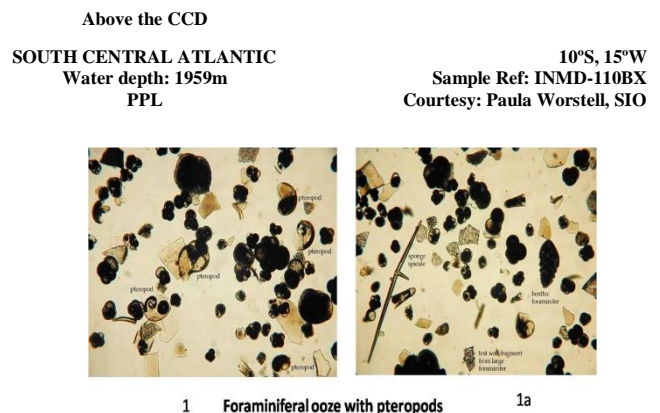 Above the CCD
SOUTH CENTRAL ATLANTIC
Water depth: 1959m
PPL
10ºS, 15ºW
Sample Ref: INMD-110BX
Courtesy: Paula Worstell, SIO
pteropod
pteropod
pteropod
pteropod
pteropod
sponge
spicule
benthic
foraminifer
test wall fragment
from large
foraminifer
1 Foraminiferal ooze with pteropods 1a